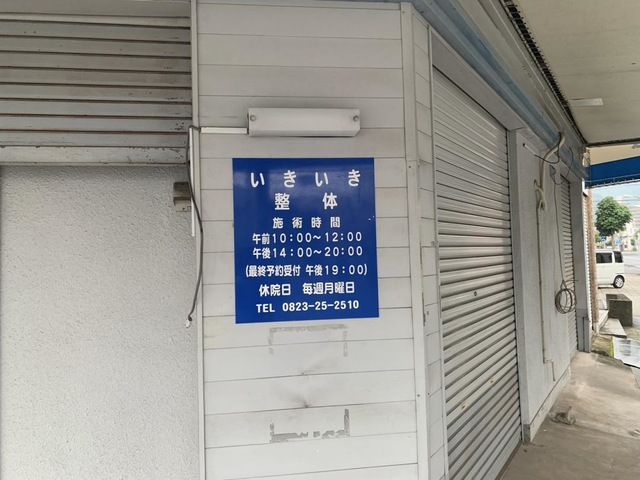 いきいき
整体
施術時間
午前10:00～12:00
午後14:00～20:00
(最終予約受付 午後19:00)
休院日 毎週月曜日
TEL 0823-25-2510